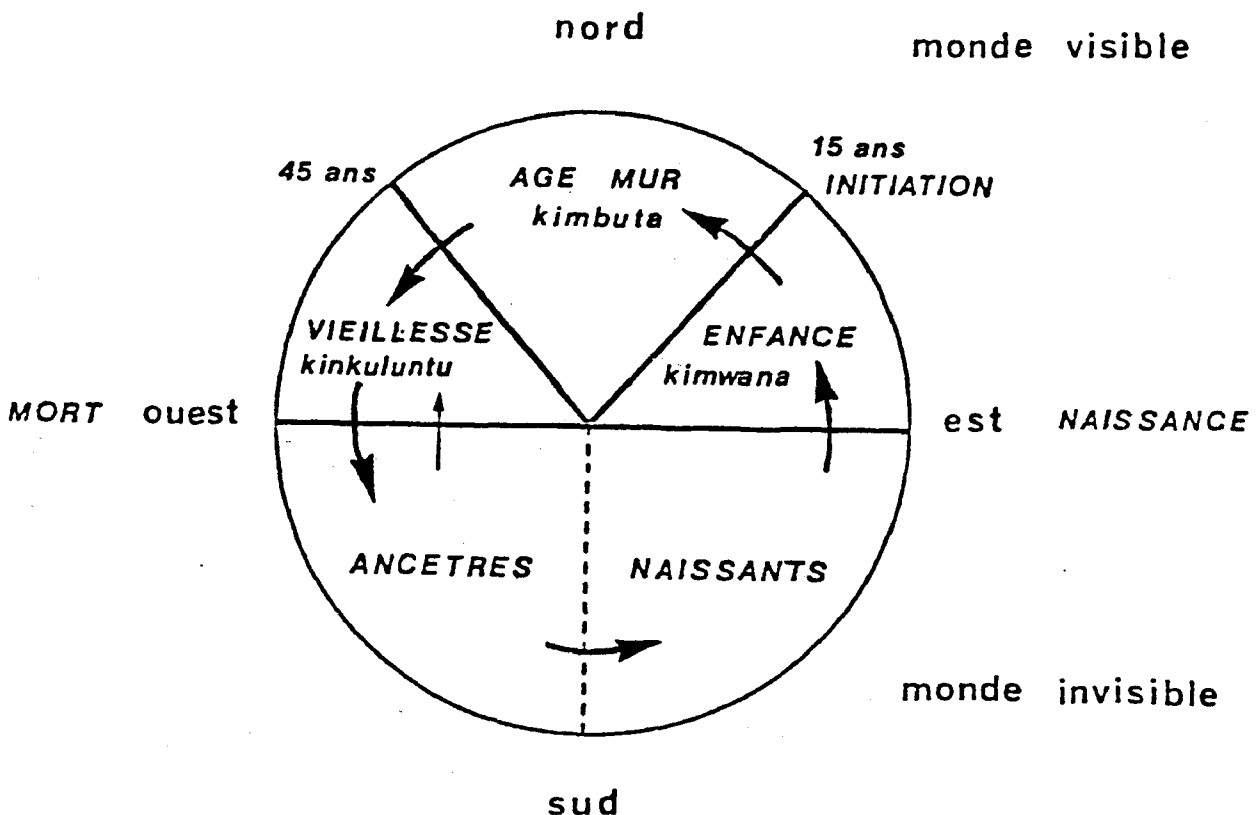 nord
monde visible
15 ans
INITIATION
45 ans
AGE MUR
kimbuta
VIEILLESSE
kinkuluntu
ENFANCE
kimwana
MORT ouest
est NAISSANCE
ANCETRES
NAISSANTS
monde invisible
sud